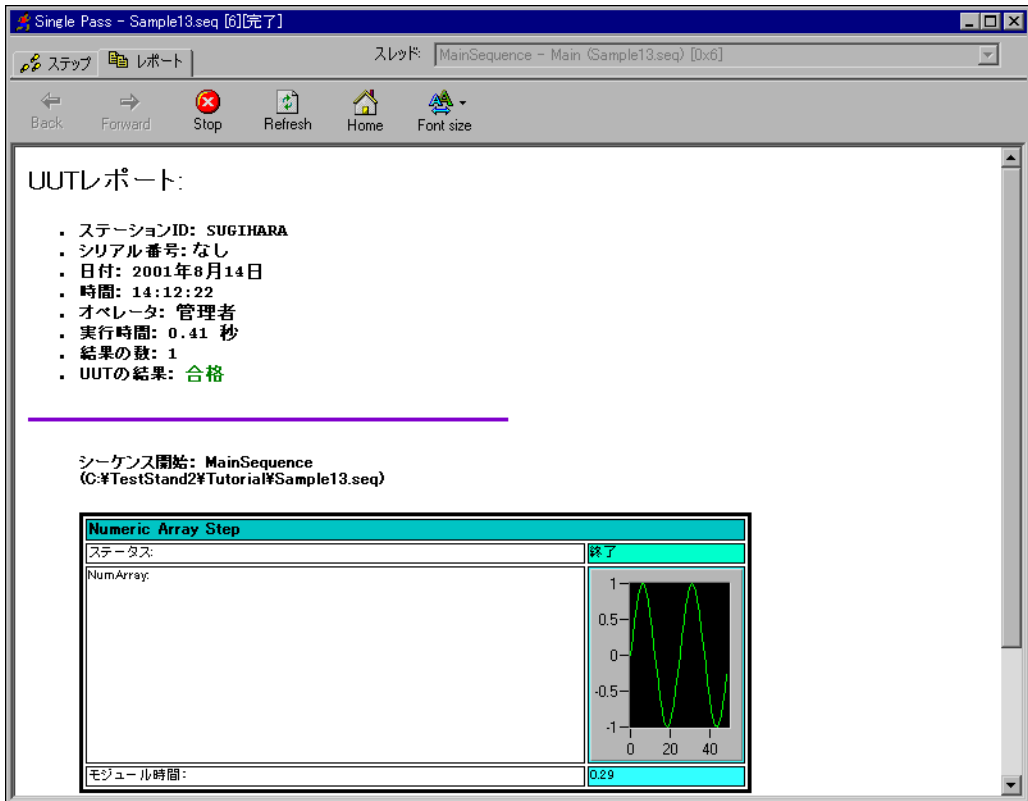 Single Pass - Sample13.seq [6][完了]
ステップ レポート スレッド: MainSequence - Main (Sample13.seq) [0x6]
Back Forward Stop Refresh Home Font size
UUTレポート:
. ステーションID: SUGIHARA
. シリアル番号: なし
. 日付: 2001年8月14日
. 時間: 14:12:22
. オペレータ: 管理者
. 実行時間: 0.41 秒
. 結果の数: 1
. UUTの結果: 合格
シーケンス開始: MainSequence
(C:¥TestStand2¥Tutorial¥Sample13.seq)
Numeric Array Step
ステータス: 終了
NumArray:
1
0.5
0
-0.5
-1
0 20 40
モジュール時間: 0.29